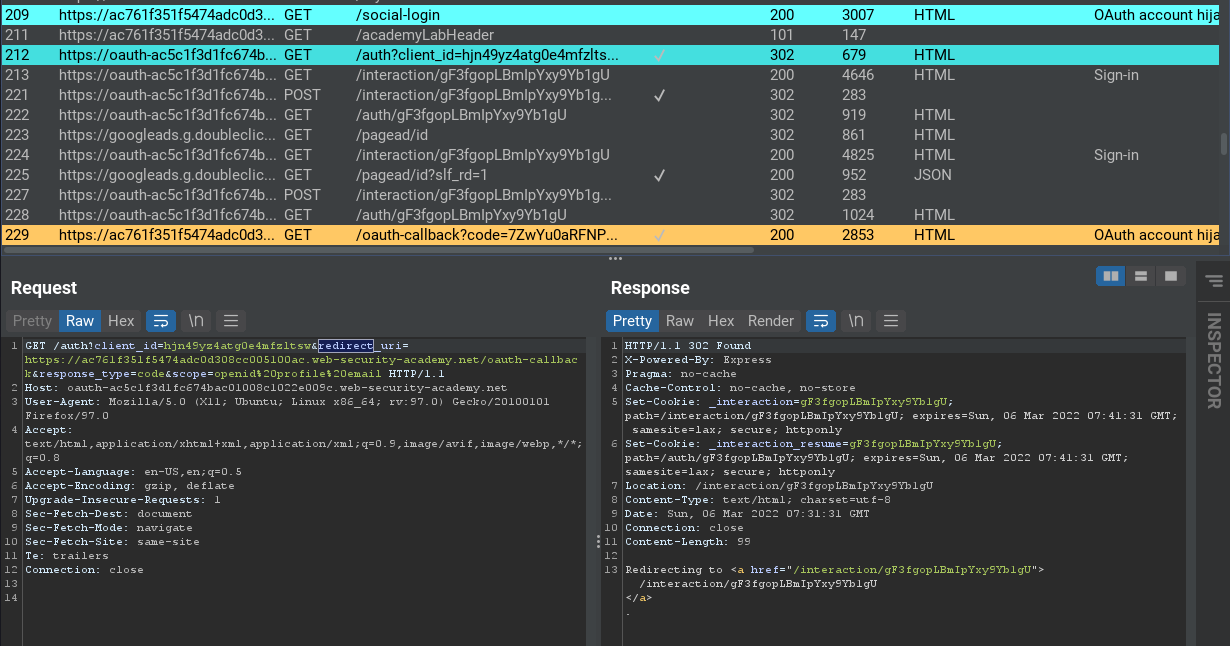 209 https://ac761f351f5474adc0d3... GET /social-login 200 3007 HTML OAuth account hija
211 https://ac761f351f5474adc0d3... GET /academyLabHeader 101 147
212 https://oauth-ac5c1f3d1fc674b... GET /auth?client_id=hjn49yz4atg0e4mfzlts... ✓ 302 679 HTML
213 https://oauth-ac5c1f3d1fc674b... GET /interaction/gF3fgopLBmIpYxy9Yb1gU 200 4646 HTML Sign-in
221 https://oauth-ac5c1f3d1fc674b... POST /interaction/gF3fgopLBmIpYxy9Yb1g... ✓ 302 283
222 https://oauth-ac5c1f3d1fc674b... GET /auth/gF3fgopLBmIpYxy9Yb1gU 302 919 HTML
223 https://googleads.g.doubleclic... GET /pagead/id 302 861 HTML
224 https://oauth-ac5c1f3d1fc674b... GET /interaction/gF3fgopLBmIpYxy9Yb1gU 200 4825 HTML Sign-in
225 https://googleads.g.doubleclic... GET /pagead/id?slf_rd=1 ✓ 200 952 JSON
227 https://oauth-ac5c1f3d1fc674b... POST /interaction/gF3fgopLBmIpYxy9Yb1g... 302 283
228 https://oauth-ac5c1f3d1fc674b... GET /auth/gF3fgopLBmIpYxy9Yb1gU 302 1024 HTML
229 https://ac761f351f5474adc0d3... GET /oauth-callback?code=7ZwYu0aRFNP... ✓ 200 2853 HTML OAuth account hija
Request
Pretty Raw Hex \n
1 GET /auth?client_id=hjn49yz4atg0e4mfzltsw&redirect_uri=
https://ac761f351f5474adc0d308cc005100ac.web-security-academy.net/oauth-callbac
k&response_type=code&scope=openid%20profile%20email HTTP/1.1
2 Host: oauth-ac5c1f3d1fc674bac01008c1022e009c.web-security-academy.net
3 User-Agent: Mozilla/5.0 (X11; Ubuntu; Linux x86_64; rv:97.0) Gecko/20100101
Firefox/97.0
4 Accept:
text/html,application/xhtml+xml,application/xml;q=0.9,image/avif,image/webp,*/*;
q=0.8
5 Accept-Language: en-US,en;q=0.5
6 Accept-Encoding: gzip, deflate
7 Upgrade-Insecure-Requests: 1
8 Sec-Fetch-Dest: document
9 Sec-Fetch-Mode: navigate
10 Sec-Fetch-Site: same-site
11 Te: trailers
12 Connection: close
13
14
Response
Pretty Raw Hex Render \n
1 HTTP/1.1 302 Found
2 X-Powered-By: Express
3 Pragma: no-cache
4 Cache-Control: no-cache, no-store
5 Set-Cookie: _interaction=gF3fgopLBmIpYxy9Yb1gU;
path=/interaction/gF3fgopLBmIpYxy9Yb1gU; expires=Sun, 06 Mar 2022 07:41:31 GMT;
samesite=lax; secure; httponly
6 Set-Cookie: _interaction_resume=gF3fgopLBmIpYxy9Yb1gU;
path=/auth/gF3fgopLBmIpYxy9Yb1gU; expires=Sun, 06 Mar 2022 07:41:31 GMT;
samesite=lax; secure; httponly
7 Location: /interaction/gF3fgopLBmIpYxy9Yb1gU
8 Content-Type: text/html; charset=utf-8
9 Date: Sun, 06 Mar 2022 07:31:31 GMT
10 Connection: close
11 Content-Length: 99
12
13 Redirecting to <a href="/interaction/gF3fgopLBmIpYxy9Yb1gU">
/interaction/gF3fgopLBmIpYxy9Yb1gU
</a>
.
INSPECTOR